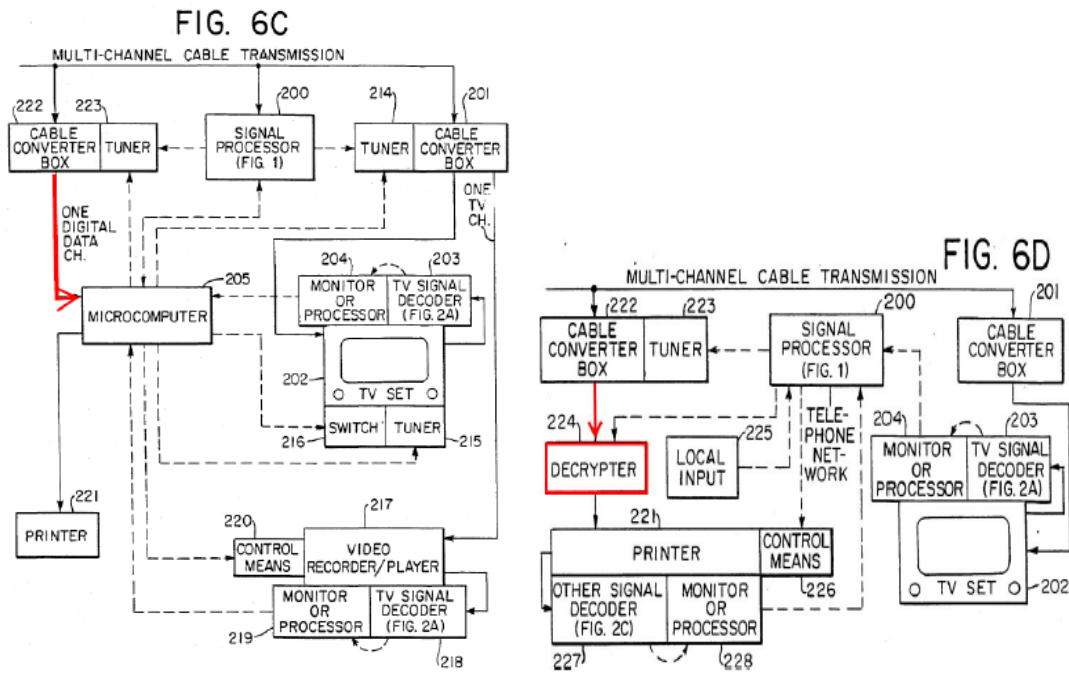 FIG. 6C
MULTI-CHANNEL CABLE TRANSMISSION
222
223
CABLE
CONVERTER
BOX
TUNER
200
SIGNAL
PROCESSOR
(FIG. 1)
214
201
TUNER
CABLE
CONVERTER
BOX
ONE
DIGITAL
DATA
CH.
ONE
TV
CH.
205
MICROCOMPUTER
204
203
MONITOR
OR
PROCESSOR
TV SIGNAL
DECODER
(FIG. 2A)
202
TV SET
SWITCH
TUNER
216
215
221
PRINTER
217
220
CONTROL
MEANS
VIDEO
RECORDER/PLAYER
MONITOR
OR
PROCESSOR
TV SIGNAL
DECODER
(FIG. 2A)
219
218
FIG. 6D
MULTI-CHANNEL CABLE TRANSMISSION
222
223
CABLE
CONVERTER
BOX
TUNER
200
SIGNAL
PROCESSOR
(FIG. 1)
201
CABLE
CONVERTER
BOX
TELE-
PHONE
NET-
WORK
224
DECRYPTER
225
LOCAL
INPUT
204
203
MONITOR
OR
PROCESSOR
TV SIGNAL
DECODER
(FIG. 2A)
TV SET
202
221
PRINTER
CONTROL
MEANS
226
OTHER SIGNAL
DECODER
(FIG. 2C)
MONITOR
OR
PROCESSOR
227
228